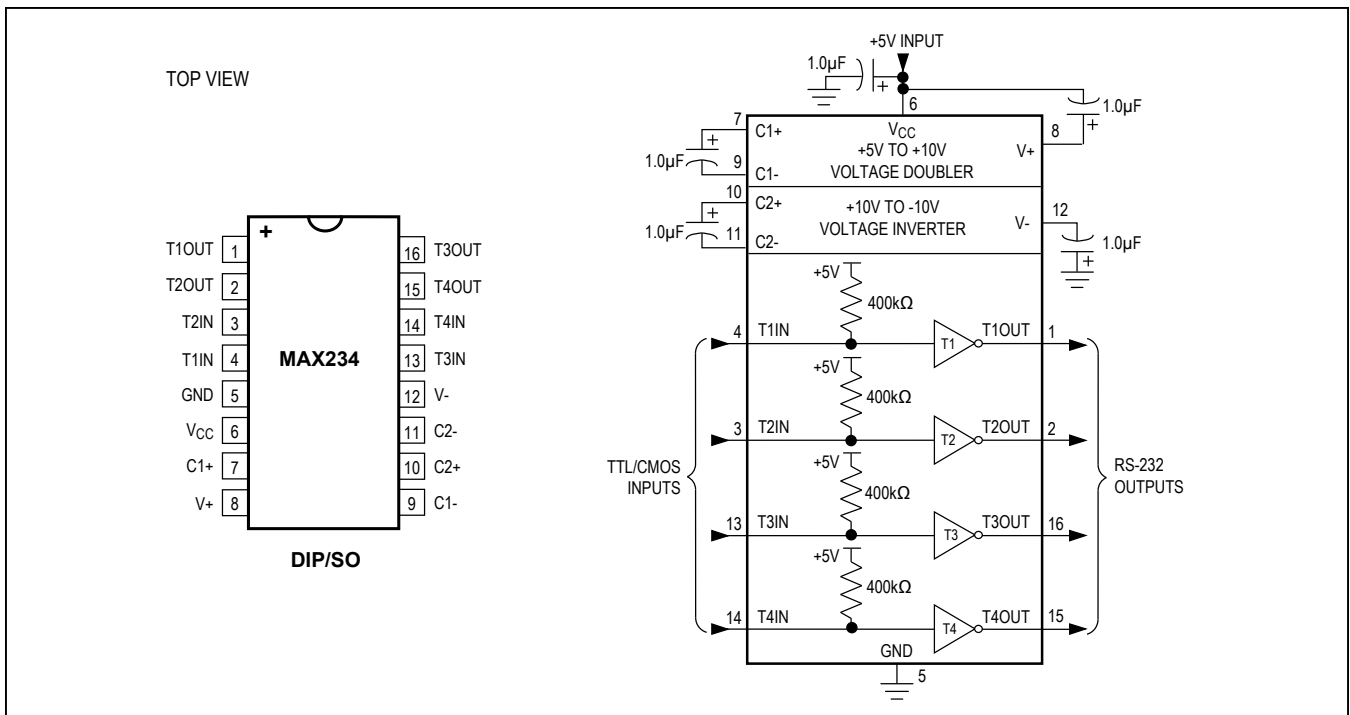 TOP VIEW
+
T1OUT 1
T2OUT 2
T2IN 3
T1IN 4
GND 5
VCC 6
C1+ 7
V+ 8
MAX234
16 T3OUT
15 T4OUT
14 T4IN
13 T3IN
12 V-
11 C2-
10 C2+
9 C1-
DIP/SO
+5V INPUT
1.0µF
+
6
1.0µF
+
7
C1+
+
1.0µF
9
C1-
VCC
+5V TO +10V
VOLTAGE DOUBLER
8
V+
10
C2+
+
1.0µF
11
C2-
+10V TO -10V
VOLTAGE INVERTER
12
V-
1.0µF
+
+5V
400kΩ
4 T1IN T1 T1OUT 1
+5V
400kΩ
3 T2IN T2 T2OUT 2
+5V
400kΩ
13 T3IN T3 T3OUT 16
+5V
400kΩ
14 T4IN T4 T4OUT 15
TTL/CMOS
INPUTS
RS-232
OUTPUTS
GND
5